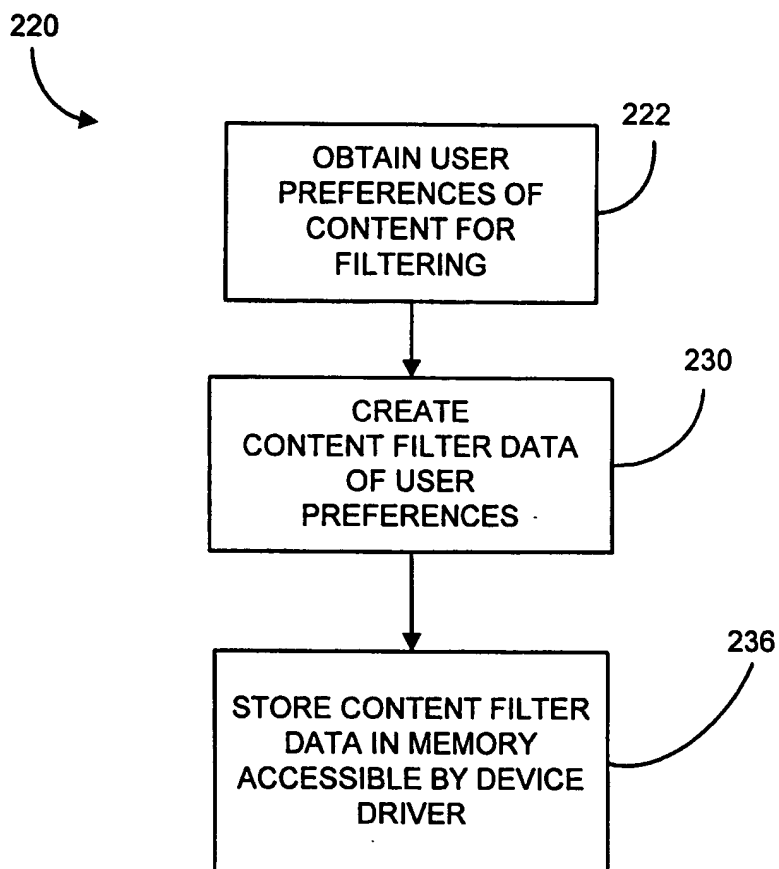 220
222
OBTAIN USER
PREFERENCES OF
CONTENT FOR
FILTERING
230
CREATE
CONTENT FILTER DATA
OF USER
PREFERENCES
236
STORE CONTENT FILTER
DATA IN MEMORY
ACCESSIBLE BY DEVICE
DRIVER